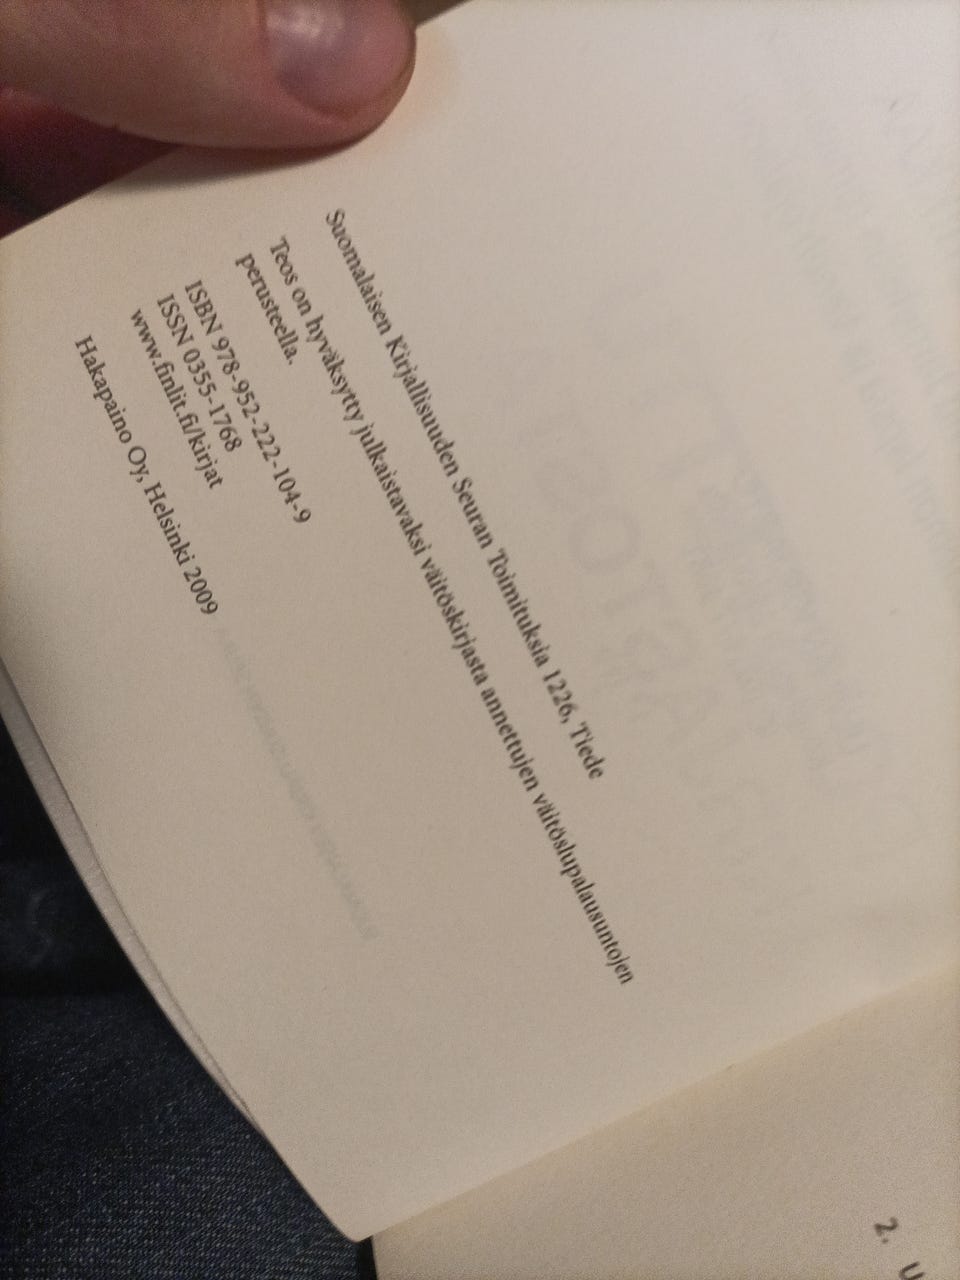 Suomalaisen Kirjallisuuden Seuran Toimituksia 1226, Tiede
Teos on hyväksytty julkaistavaksi väitöskirjasta annettujen väitöslupalausuntojen
perusteella.
ISBN 978-952-222-104-9
ISSN 0355-1768
www.finlit.fi/kirjat
Hakapaino Oy, Helsinki 2009
2.